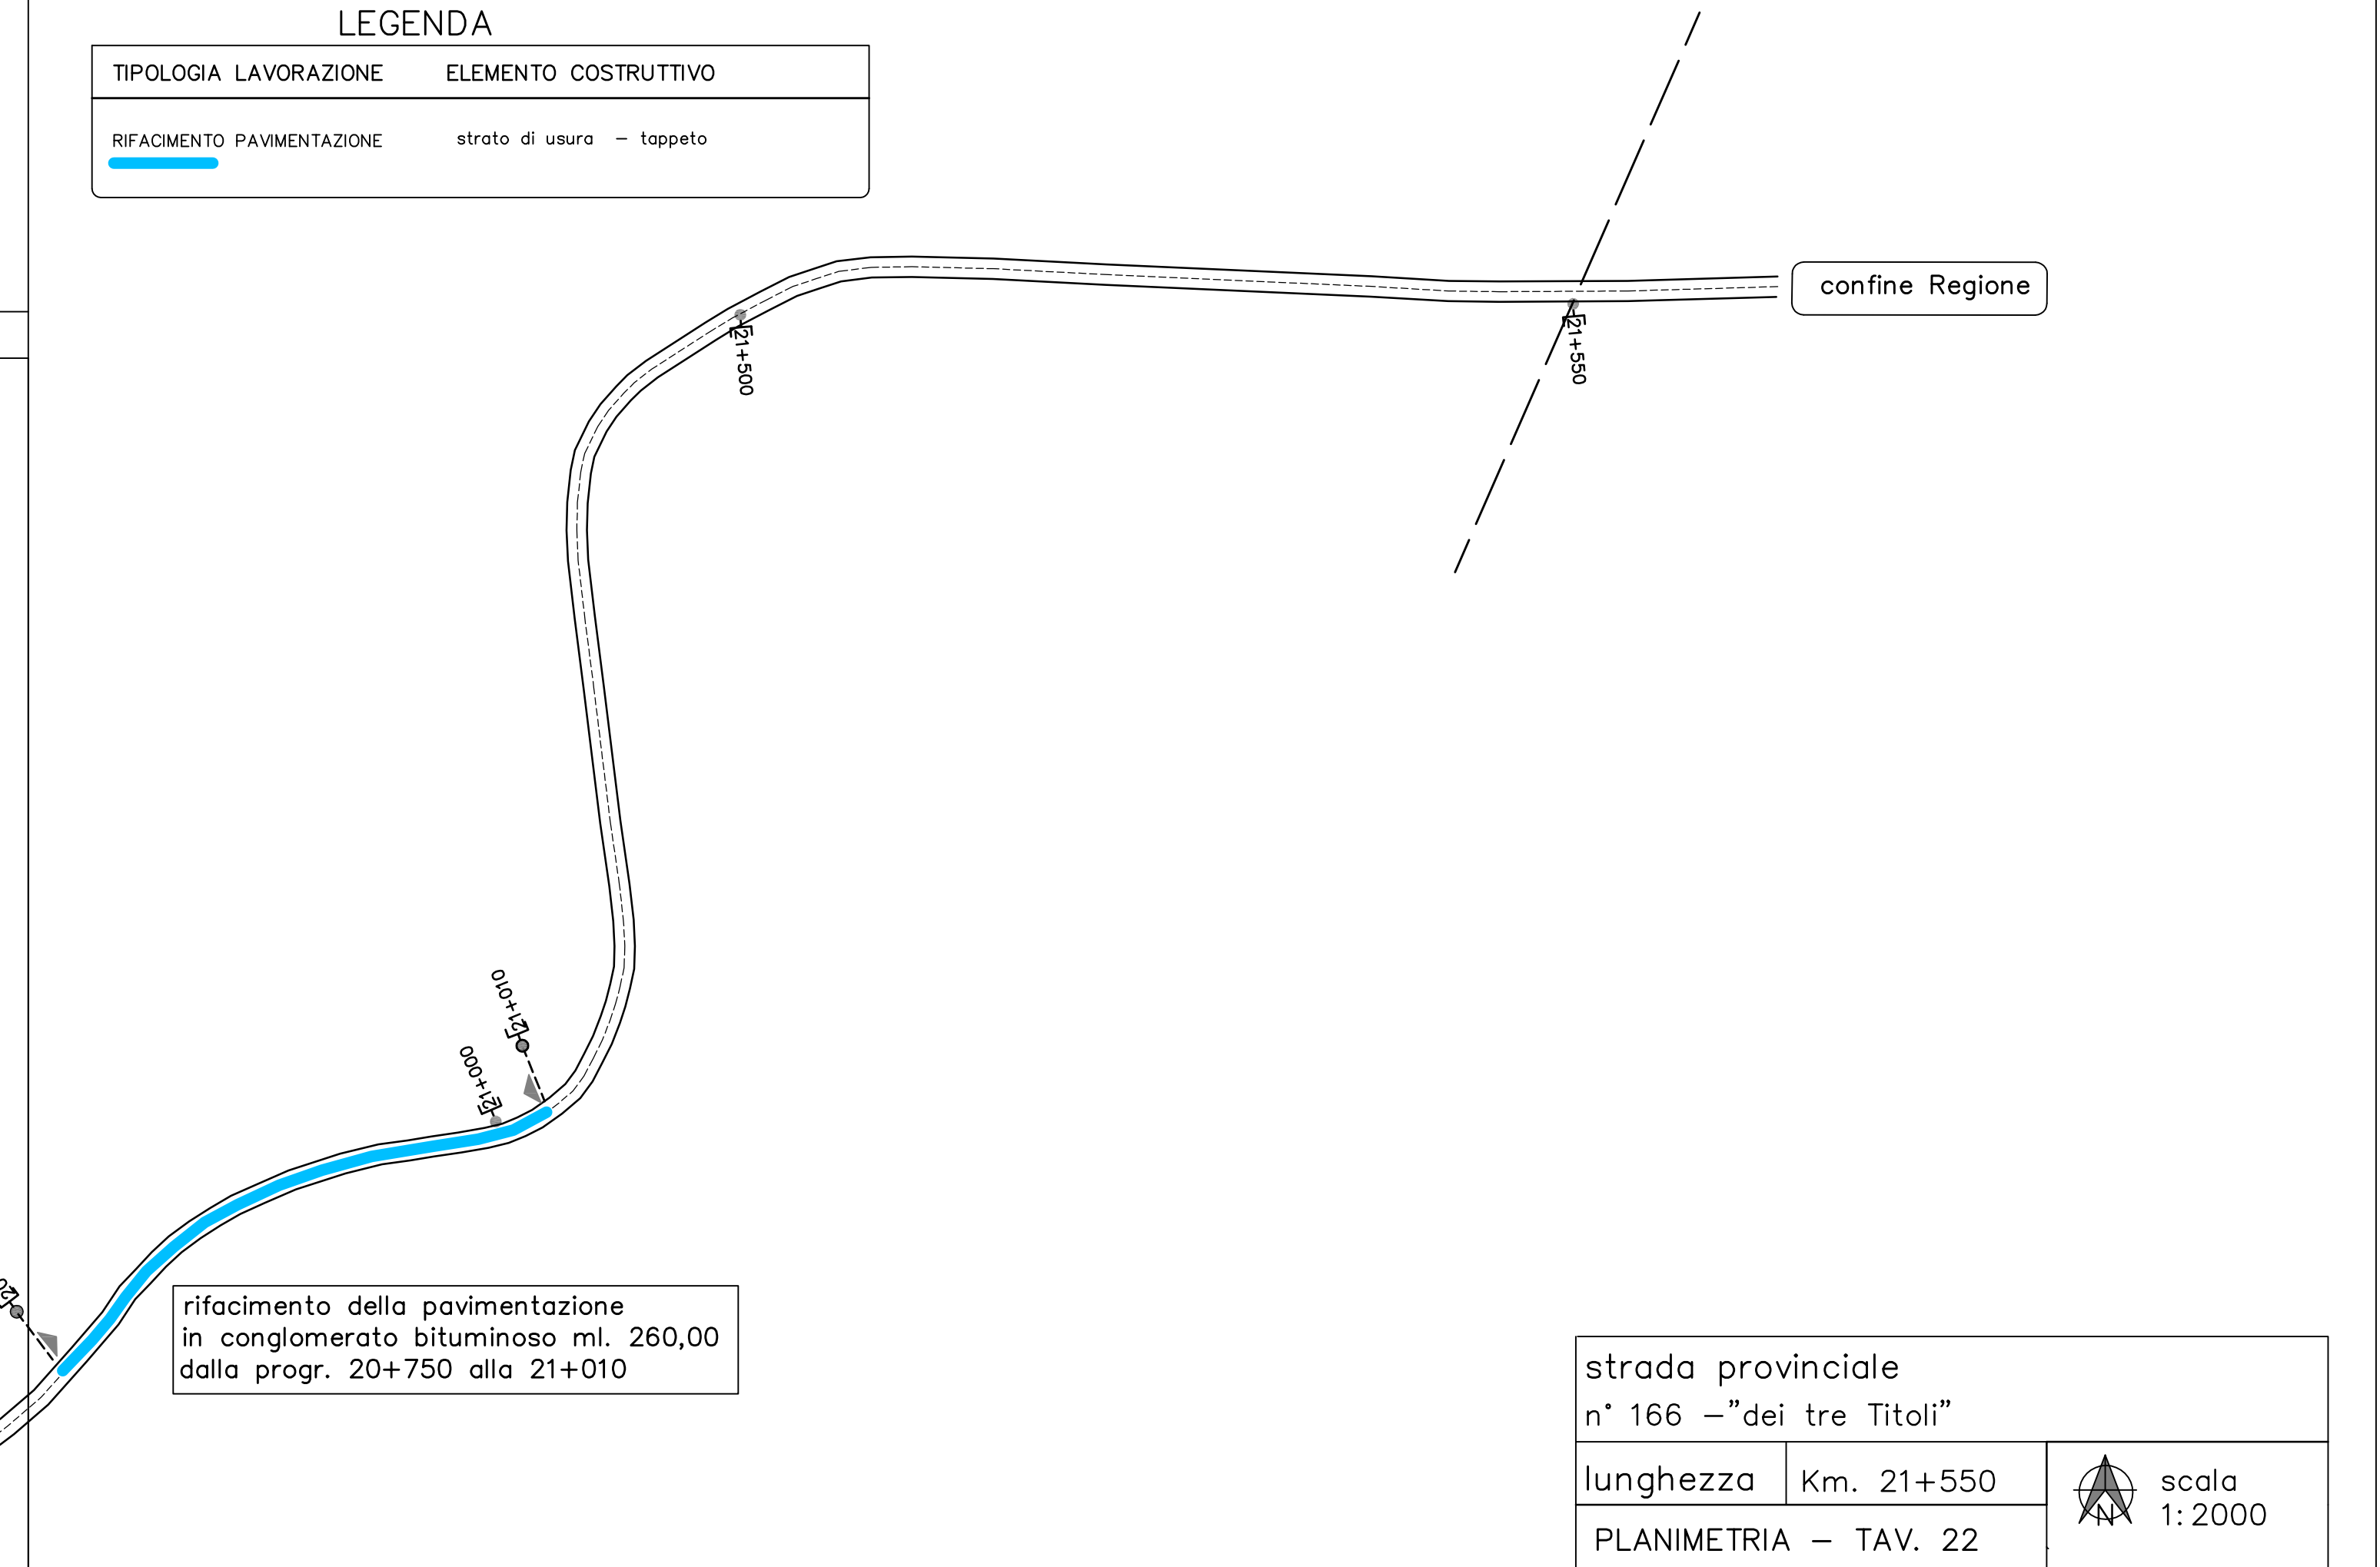 LEGENDA
TIPOLOGIA LAVORAZIONE ELEMENTO COSTRUTTIVO
RIFACIMENTO PAVIMENTAZIONE strato di usura – tappeto
confine Regione
21+500
21+550
21+010
21+000
rifacimento della pavimentazione
in conglomerato bituminoso ml. 260,00
dalla progr. 20+750 alla 21+010
strada provinciale
n° 166 –"dei tre Titoli"
lunghezza Km. 21+550
N
scala
1:2000
PLANIMETRIA – TAV. 22